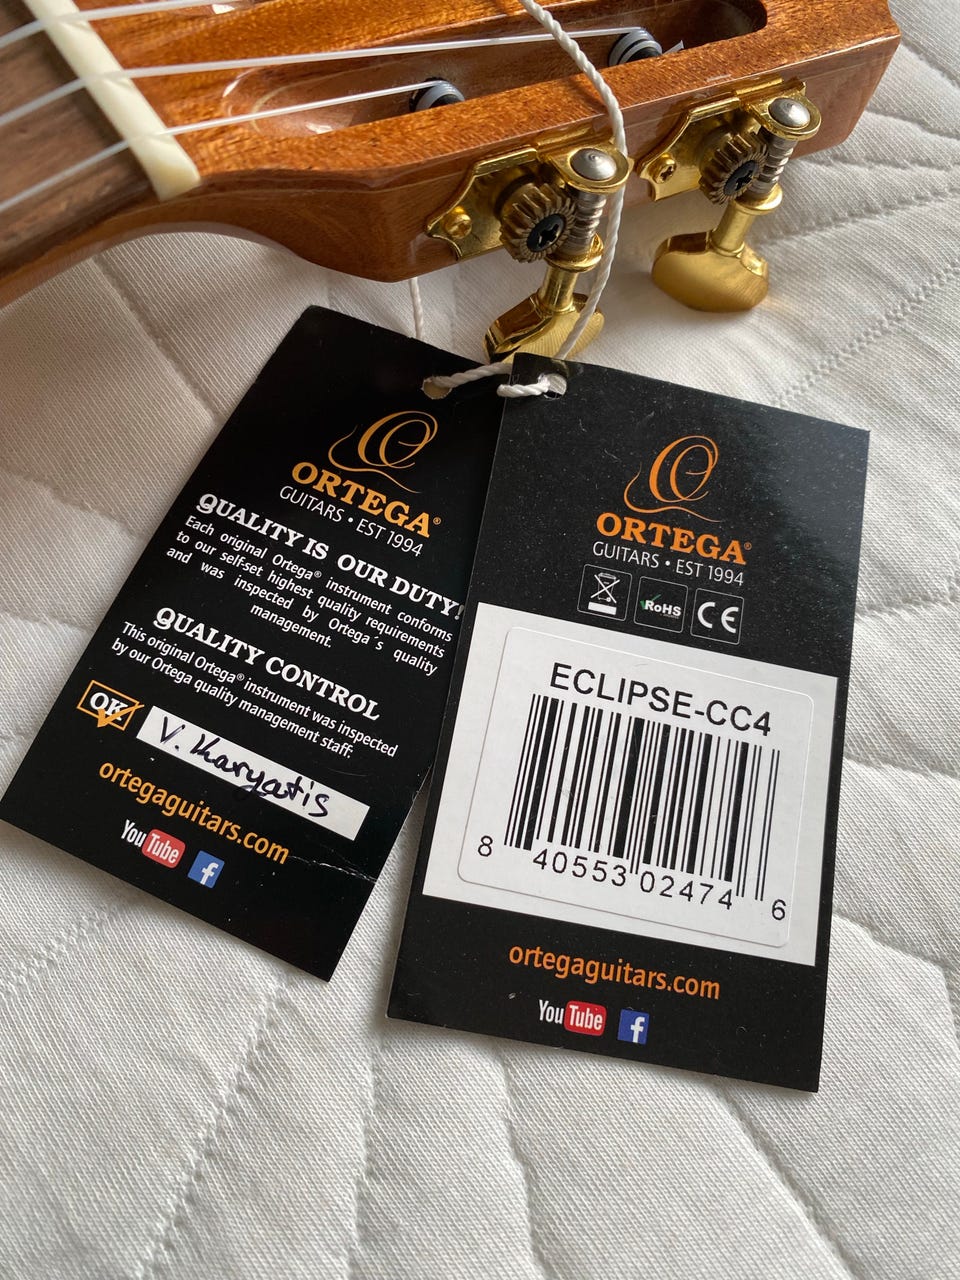 ORTEGA®
GUITARS • EST 1994
QUALITY IS OUR DUTY!
Each original Ortega® instrument conforms
to our self-set highest quality requirements
and was inspected by Ortega´s quality
management.
QUALITY CONTROL
This original Ortega® instrument was inspected
by our Ortega quality management staff:
OK
V. Karyatis
ortegaguitars.com
YouTube f
ORTEGA®
GUITARS • EST 1994
RoHS CE
ECLIPSE-CC4
8 40553 02474 6
ortegaguitars.com
YouTube f